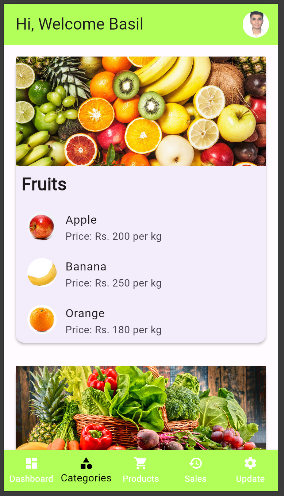 Hi, Welcome Basil
Fruits
Apple
Price: Rs. 200 per kg
Banana
Price: Rs. 250 per kg
Orange
Price: Rs. 180 per kg
Dashboard Categories Products Sales Update